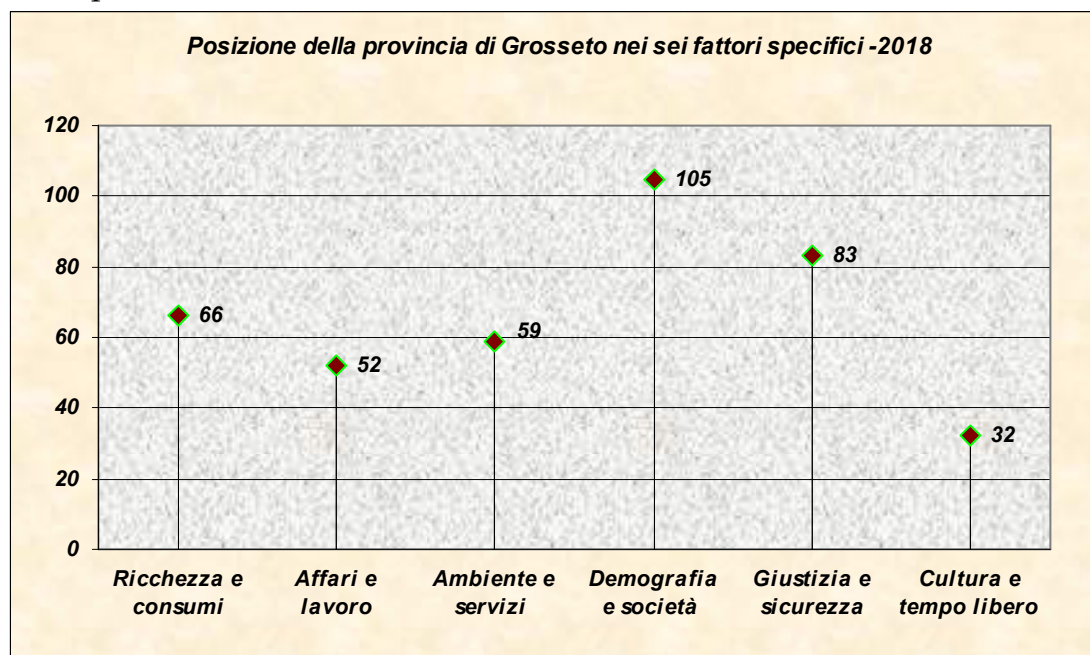 Posizione della provincia di Grosseto nei sei fattori specifici -2018
120
100
80
60
40
20
0
66
52
59
105
83
32
Ricchezza e
consumi
Affari e
lavoro
Ambiente e
servizi
Demografia
e società
Giustizia e
sicurezza
Cultura e
tempo libero